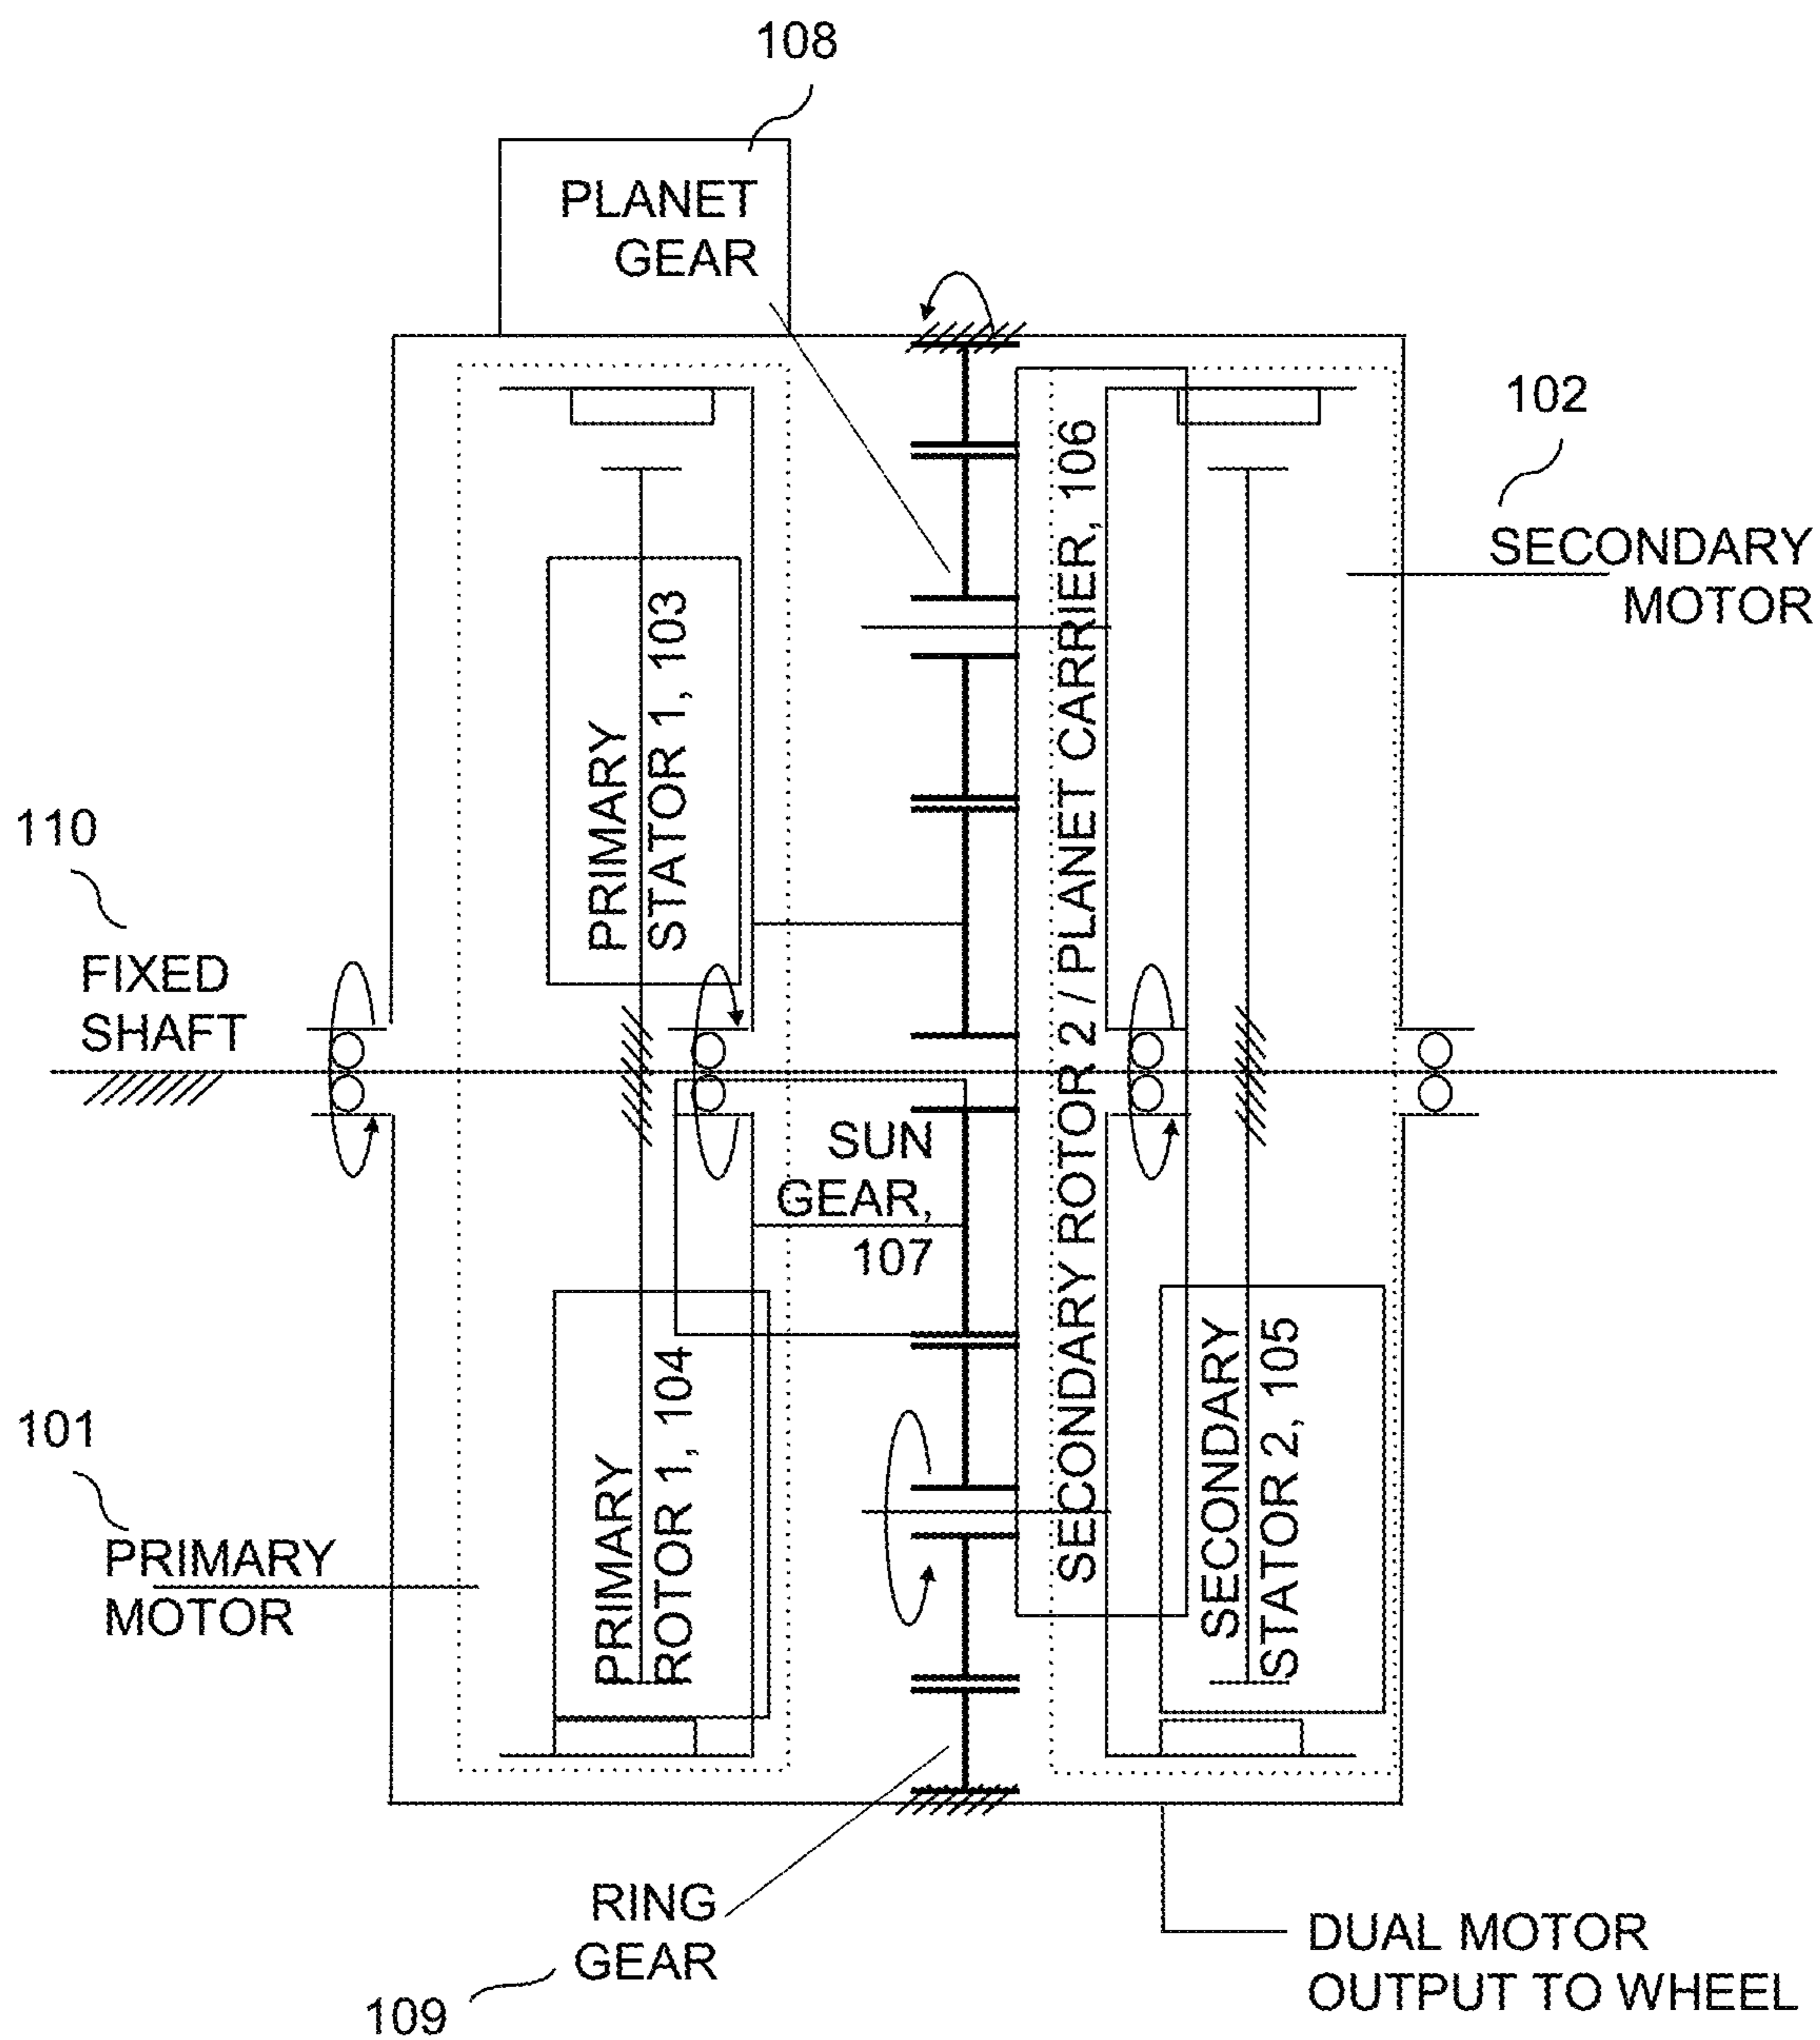 108
PLANET
GEAR
102
SECONDARY
MOTOR
PRIMARY
STATOR 1, 103
SECONDARY ROTOR 2 / PLANET CARRIER, 106
110
FIXED
SHAFT
SUN
GEAR,
107
101
PRIMARY
MOTOR
PRIMARY
ROTOR 1, 104
SECONDARY
STATOR 2, 105
RING
GEAR
109
DUAL MOTOR
OUTPUT TO WHEEL